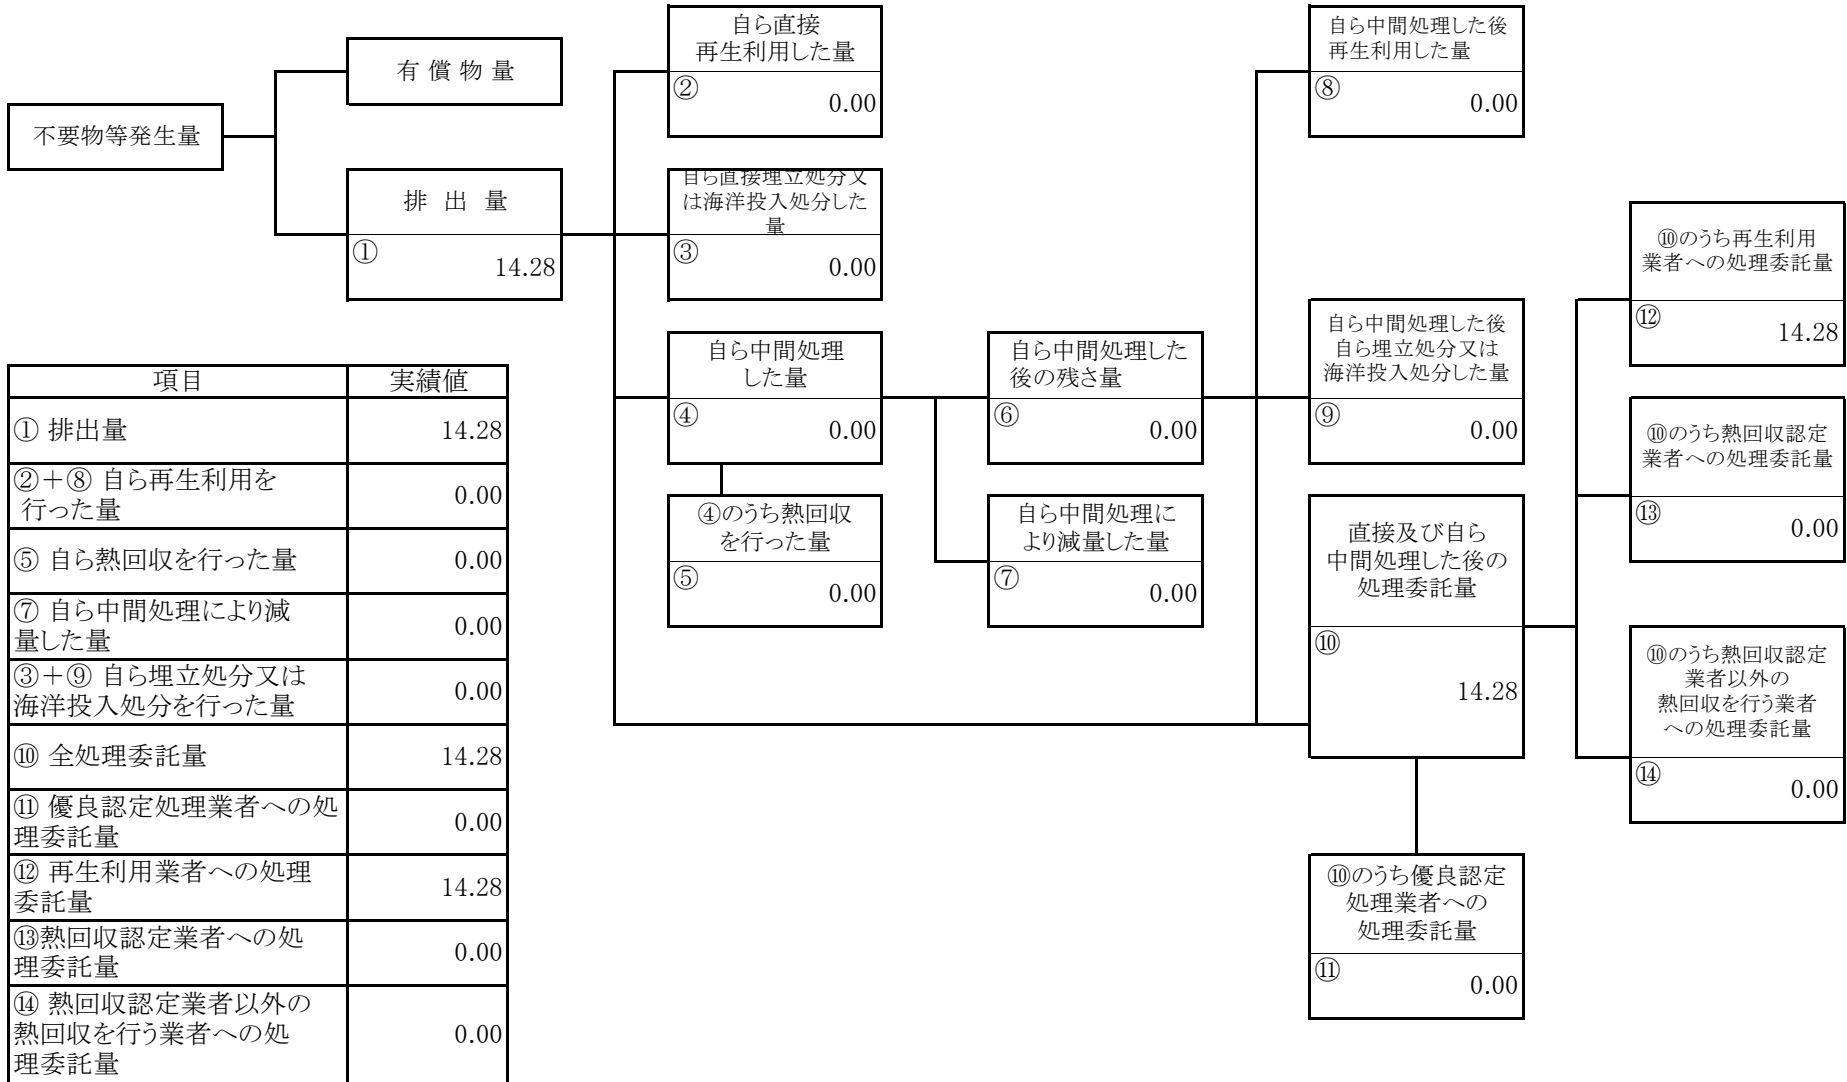 不要物等発生量
有 償 物 量
排 出 量
①
14.28
自ら直接
再生利用した量
②
0.00
自ら直接埋立処分又
は海洋投入処分した
量
③
0.00
自ら中間処理
した量
④
0.00
④のうち熱回収
を行った量
⑤
0.00
自ら中間処理した
後の残さ量
⑥
0.00
自ら中間処理に
より減量した量
⑦
0.00
自ら中間処理した後
再生利用した量
⑧
0.00
自ら中間処理した後
自ら埋立処分又は
海洋投入処分した量
⑨
0.00
直接及び自ら
中間処理した後の
処理委託量
⑩
14.28
⑩のうち優良認定
処理業者への
処理委託量
⑪
0.00
⑩のうち再生利用
業者への処理委託量
⑫
14.28
⑩のうち熱回収認定
業者への処理委託量
⑬
0.00
⑩のうち熱回収認定
業者以外の
熱回収を行う業者
への処理委託量
⑭
0.00
項目 実績値
① 排出量 14.28
②＋⑧ 自ら再生利用を
行った量
0.00
⑤ 自ら熱回収を行った量 0.00
⑦ 自ら中間処理により減
量した量
0.00
③＋⑨ 自ら埋立処分又は
海洋投入処分を行った量
0.00
⑩ 全処理委託量 14.28
⑪ 優良認定処理業者への処
理委託量
0.00
⑫ 再生利用業者への処理
委託量
14.28
⑬熱回収認定業者への処
理委託量
0.00
⑭ 熱回収認定業者以外の
熱回収を行う業者への処
理委託量
0.00